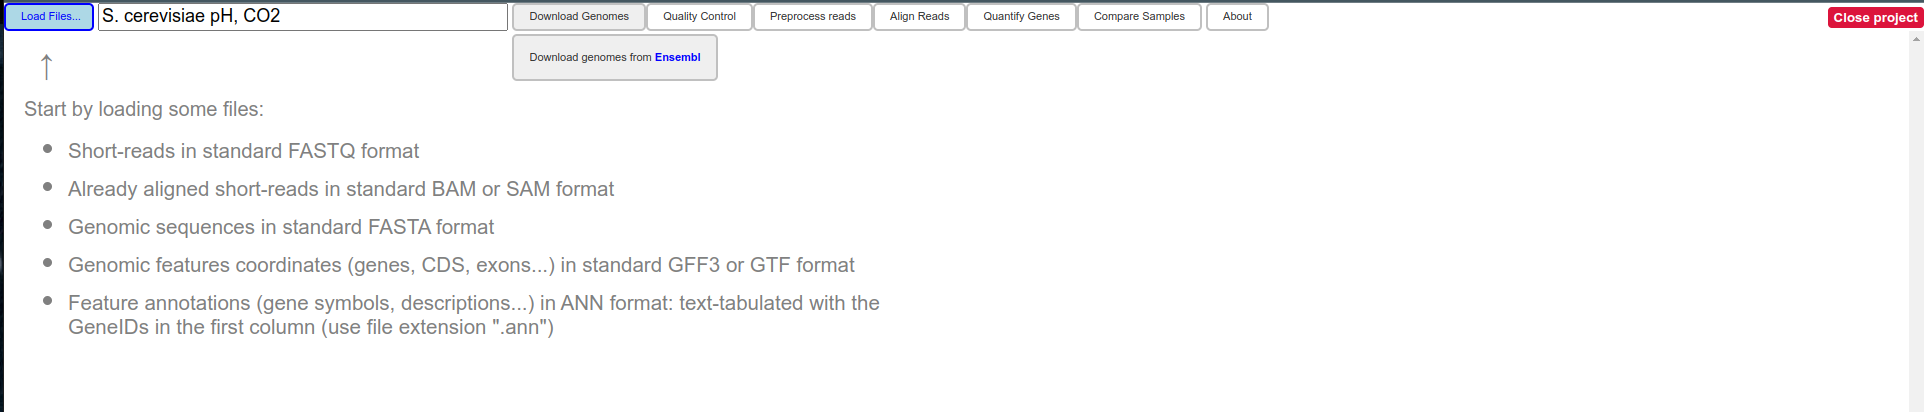 Load Files...
S. cerevisiae pH, CO2
Download Genomes
Quality Control
Preprocess reads
Align Reads
Quantify Genes
Compare Samples
About
Close project
Download genomes from Ensembl
↑
Start by loading some files:
• Short-reads in standard FASTQ format
• Already aligned short-reads in standard BAM or SAM format
• Genomic sequences in standard FASTA format
• Genomic features coordinates (genes, CDS, exons...) in standard GFF3 or GTF format
• Feature annotations (gene symbols, descriptions...) in ANN format: text-tabulated with the
GeneIDs in the first column (use file extension ".ann")